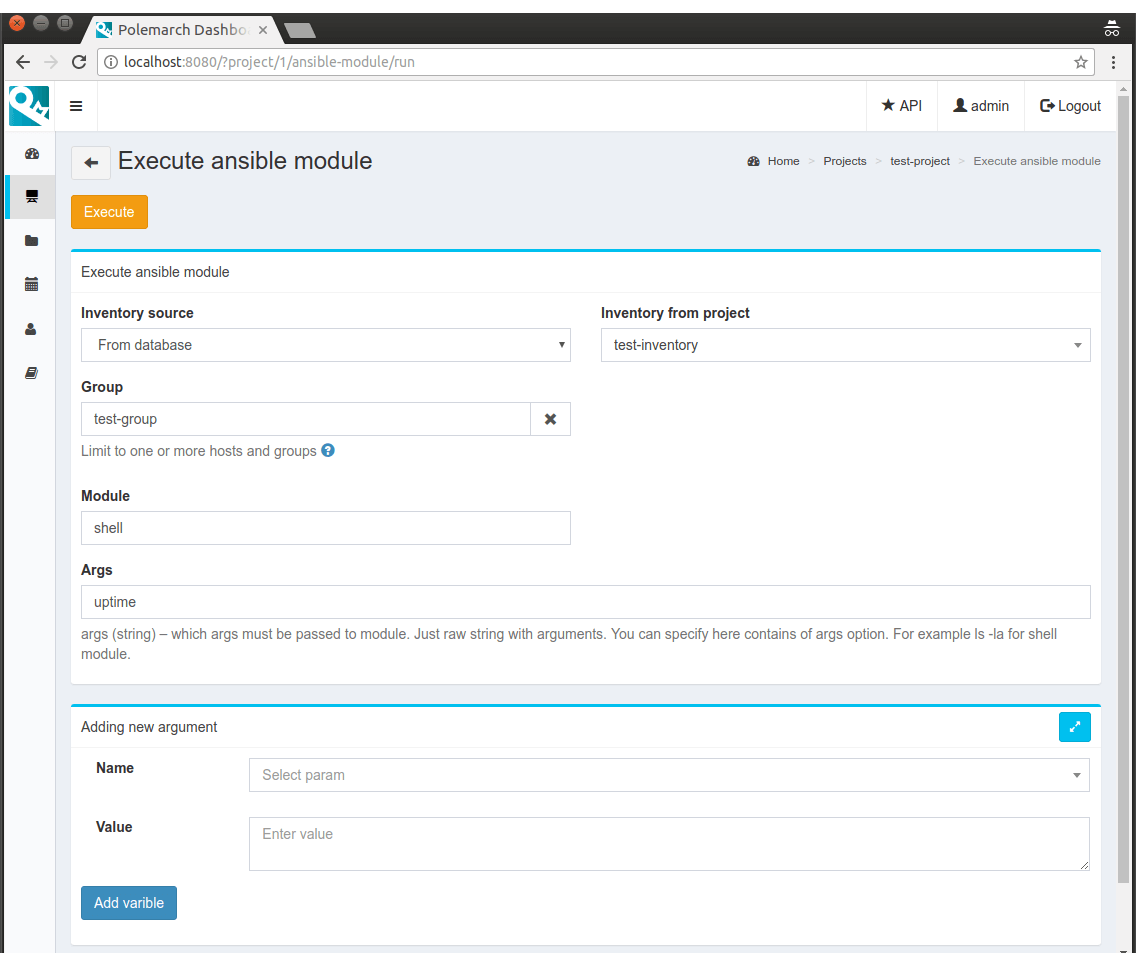 Polemarch Dashbo
localhost:8080/?project/1/ansible-module/run
API
admin
Logout
Execute ansible module
Home > Projects > test-project > Execute ansible module
Execute
Execute ansible module
Inventory source
Inventory from project
From database
test-inventory
Group
test-group
Limit to one or more hosts and groups
Module
shell
Args
uptime
args (string) – which args must be passed to module. Just raw string with arguments. You can specify here contains of args option. For example ls -la for shell
module.
Adding new argument
Name
Select param
Value
Enter value
Add varible